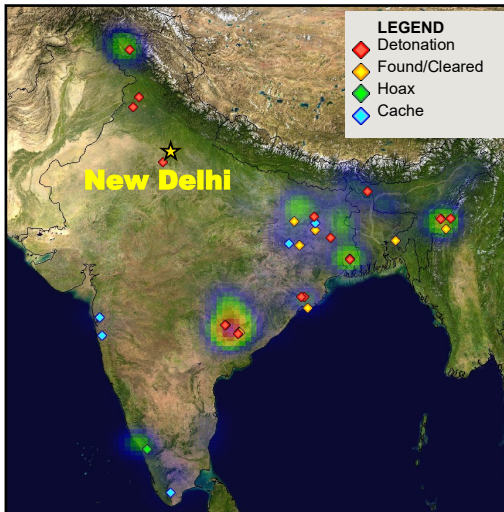 LEGEND
Detonation
Found/Cleared
Hoax
Cache
New Delhi